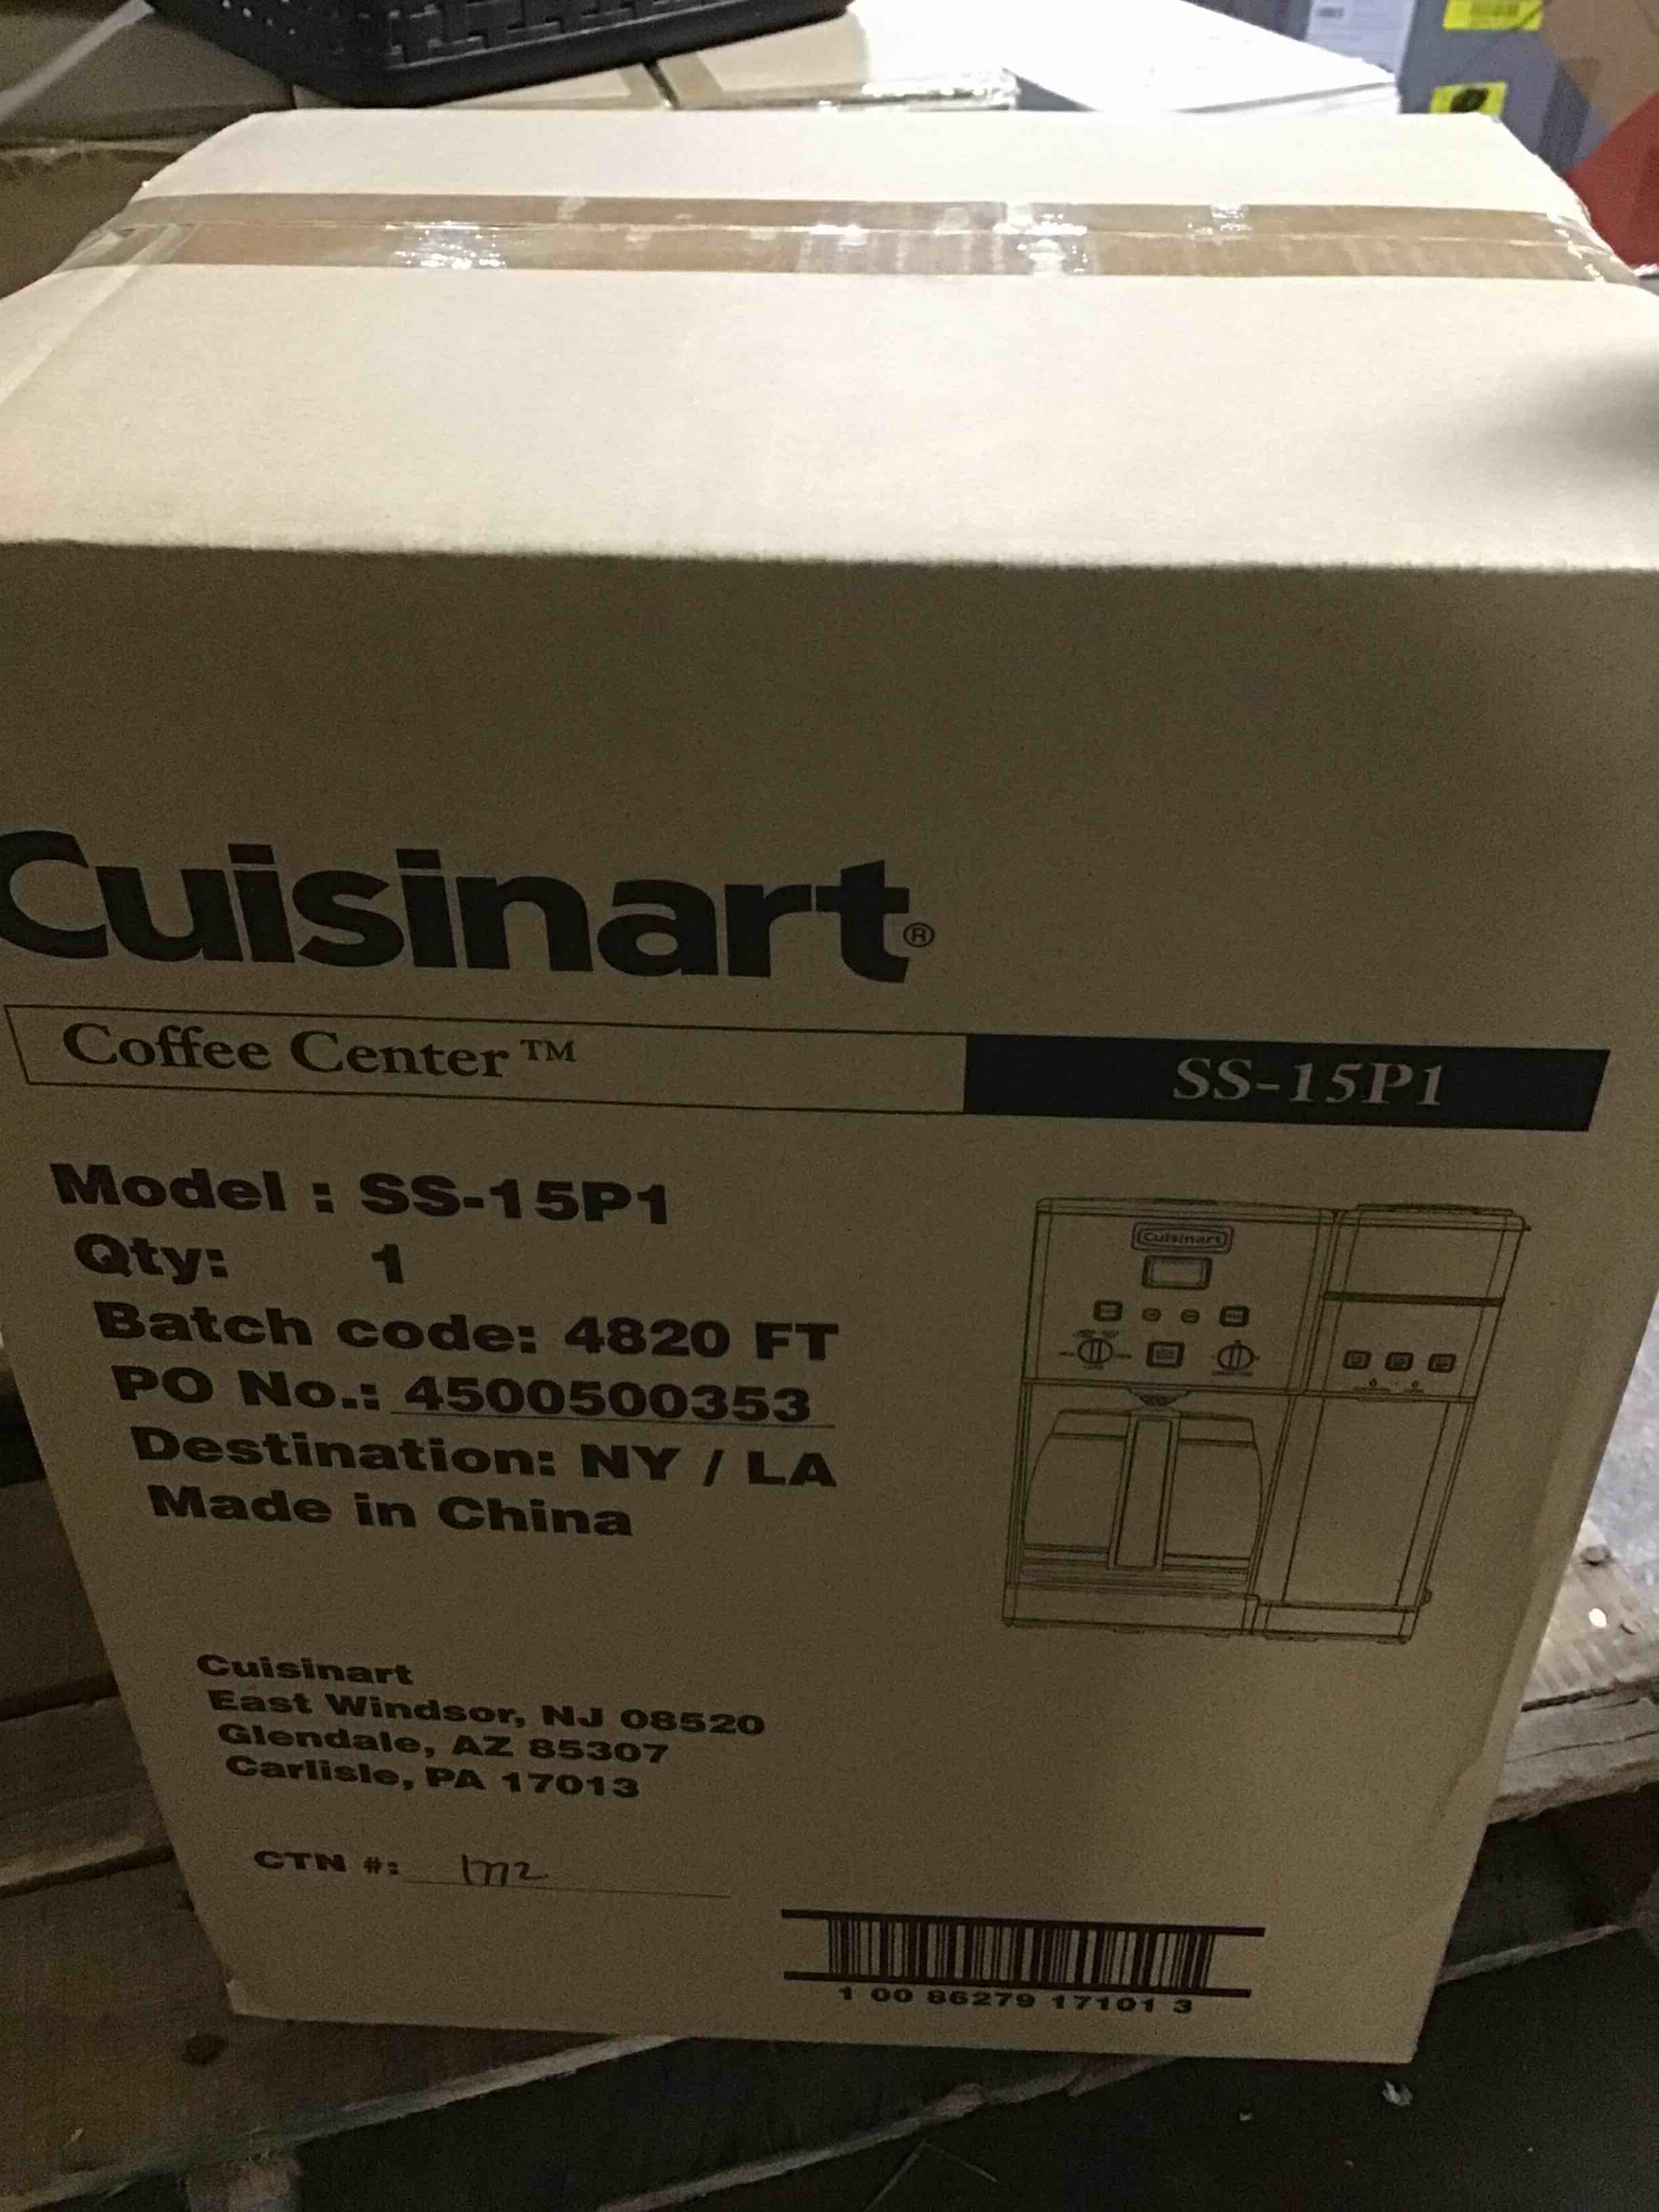 Cuisinart®
Coffee Center™ SS-15P1
Model : SS-15P1
Qty: 1
Batch code: 4820 FT
PO No.: 4500500353
Destination: NY / LA
Made in China
Cuisinart
Cuisinart
East Windsor, NJ 08520
Glendale, AZ 85307
Carlisle, PA 17013
CTN #: 1772
1 00 86279 17101 3